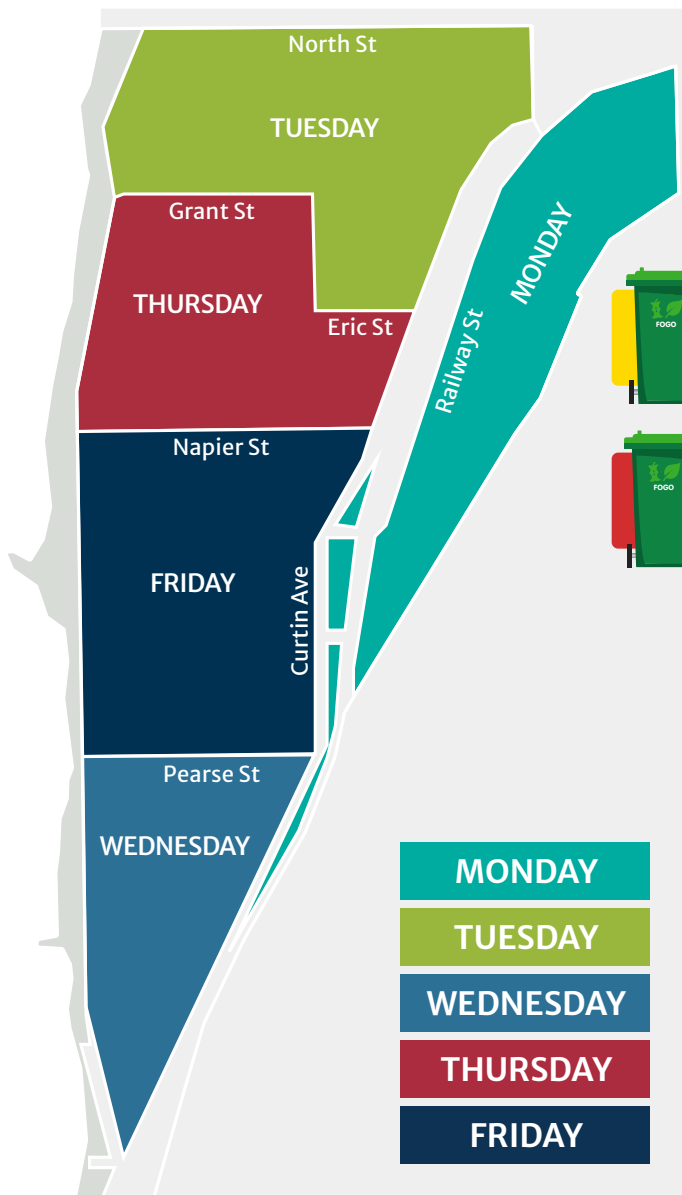 North St
TUESDAY
Grant St
THURSDAY
Eric St
MONDAY
Railway St
FOGO
Napier St
FOGO
FRIDAY
Curtin Ave
Pearse St
WEDNESDAY
MONDAY
TUESDAY
WEDNESDAY
THURSDAY
FRIDAY